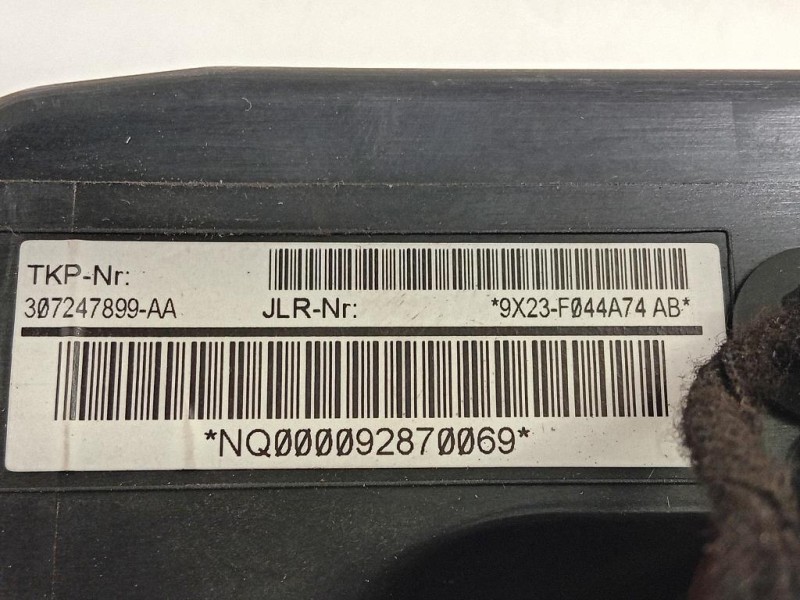 TKP-Nr:
307247899-AA JLR-Nr: *9X23-F044A74 AB*
*NQ000092870069*